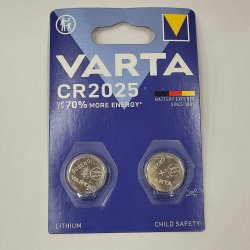 VARTA
CR2025
UP TO 70% MORE ENERGY*
BATTERY EXPERTS
SINCE 1887
LITHIUM
CHILD SAFETY